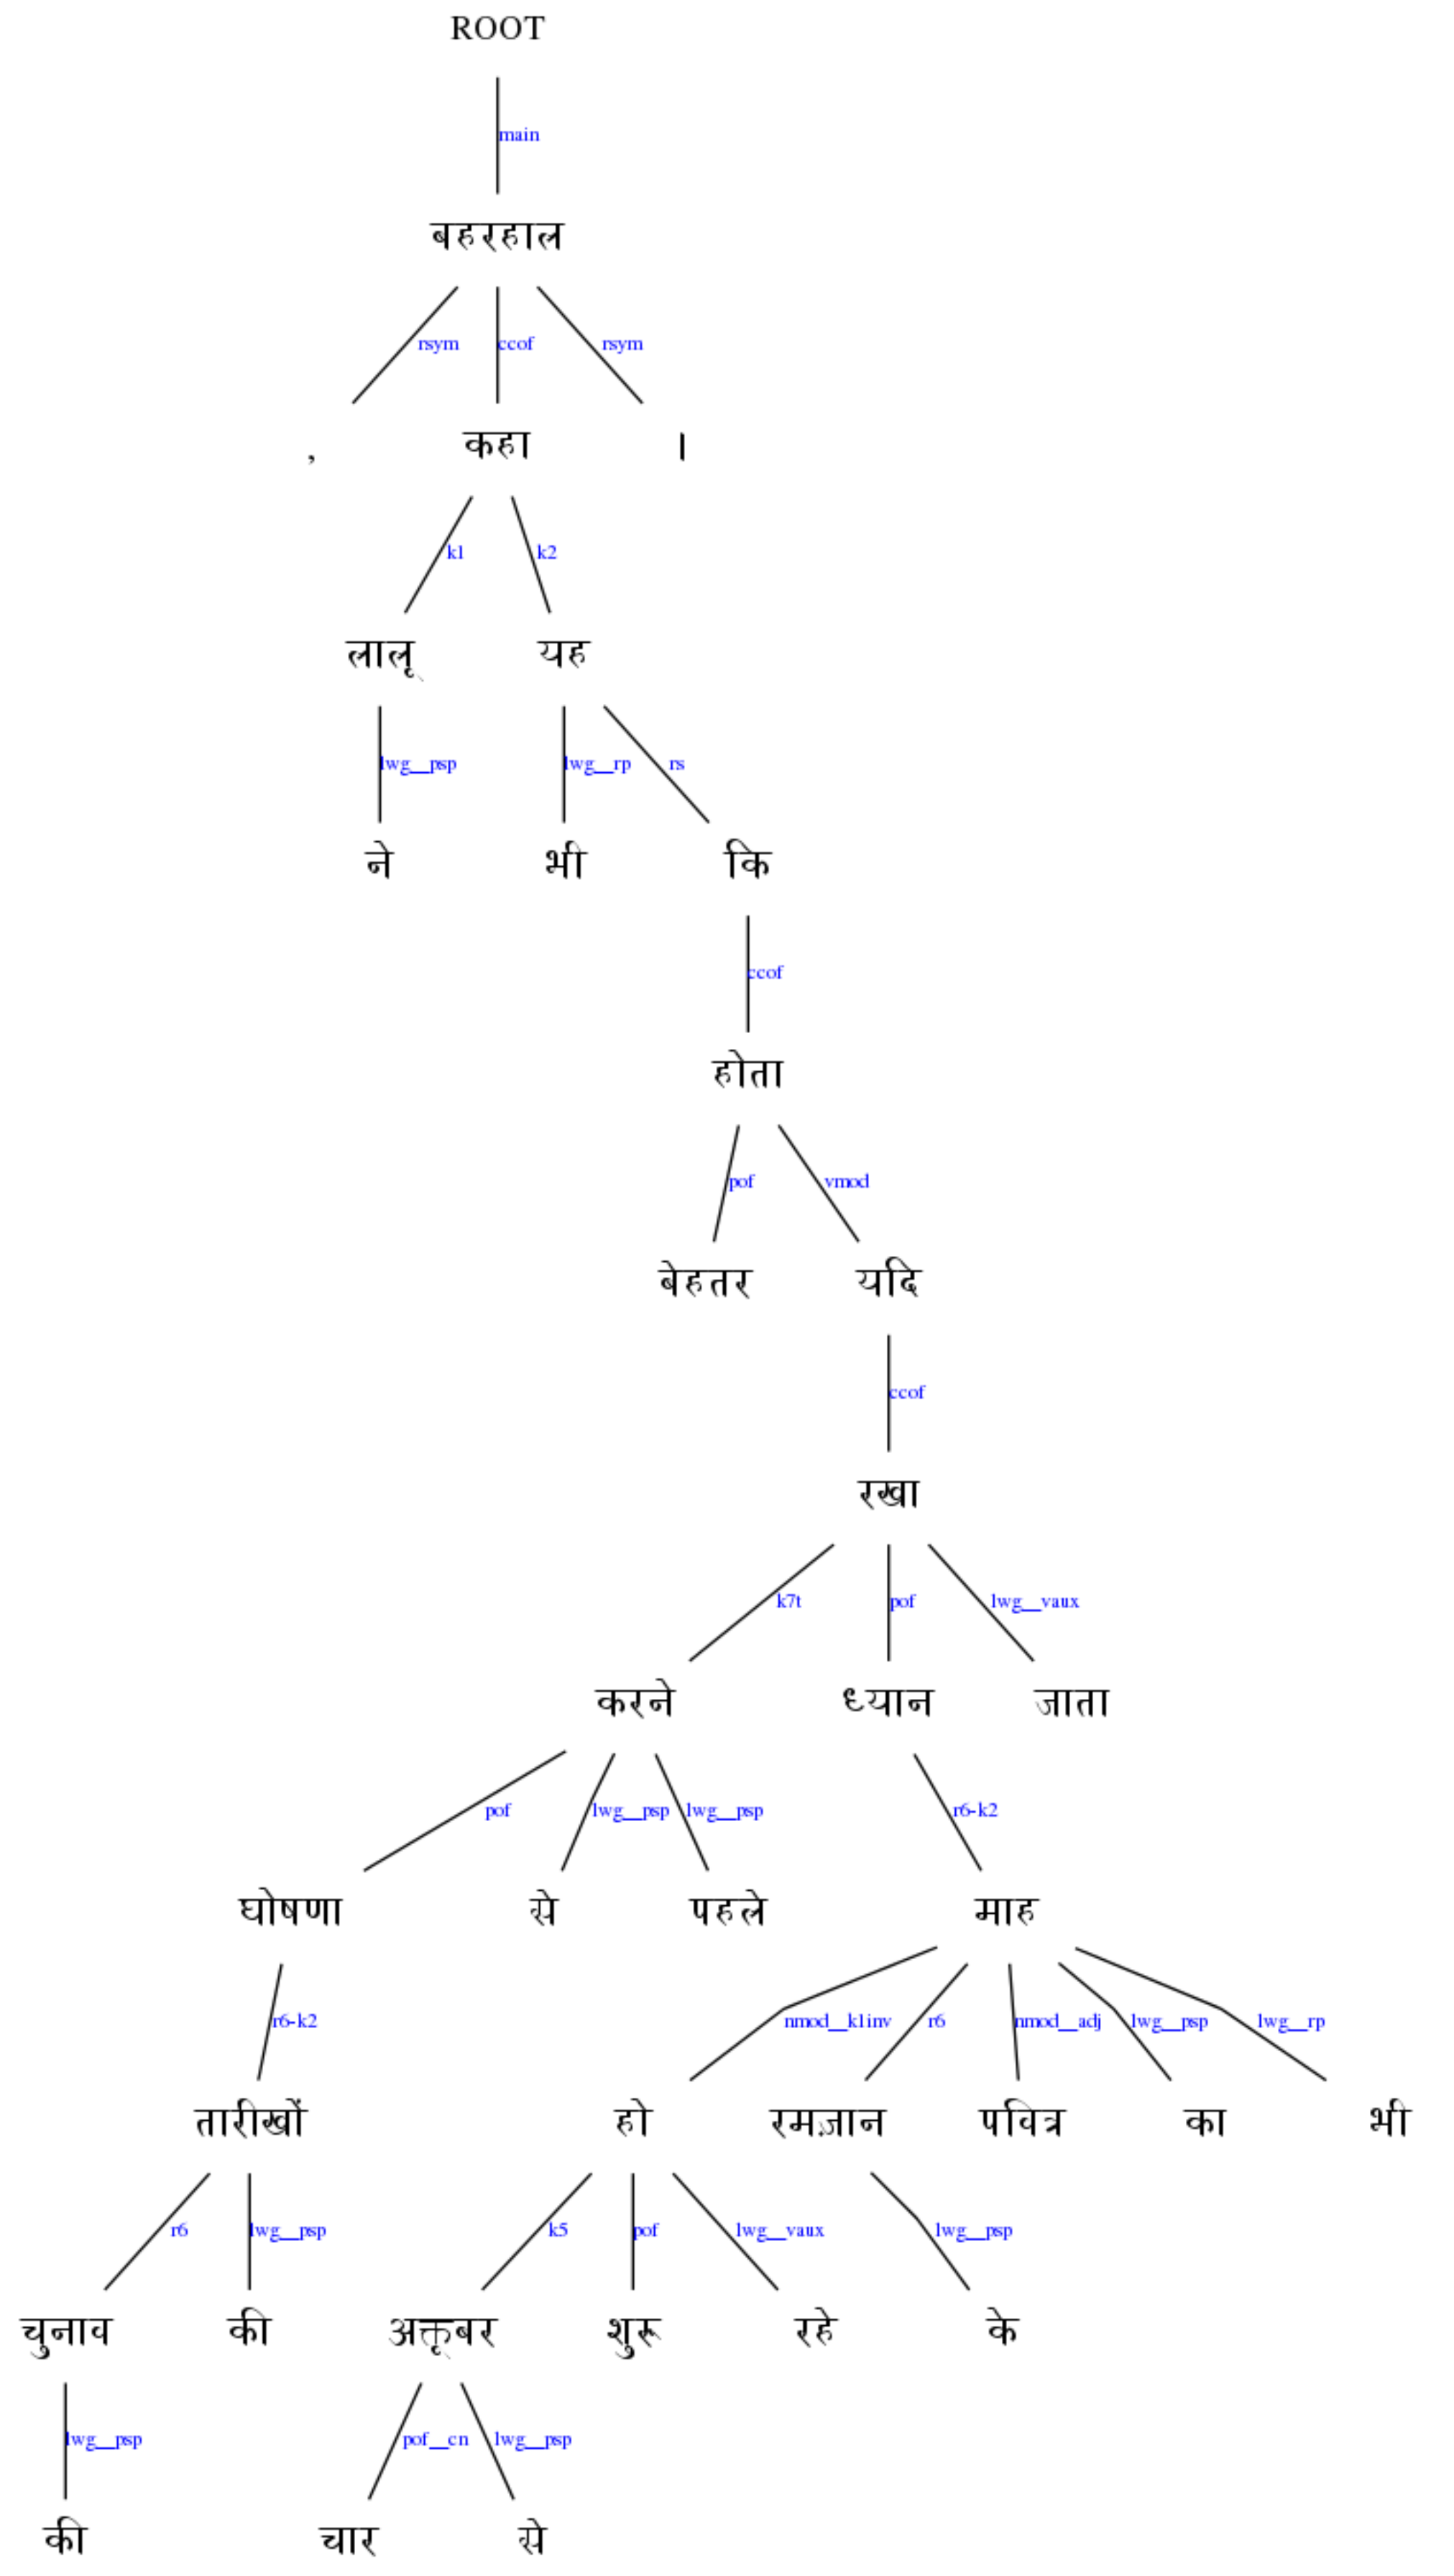 ROOT
main
बहरहाल
rsym ccof rsym
, कहा ।
k1 k2
लालू यह
lwg__psp lwg__rp rs
ने भी कि
ccof
होता
pof vmod
बेहतर यदि
ccof
रखा
k7t pof lwg__vaux
करने ध्यान जाता
pof lwg__psp lwg__psp r6-k2
घोषणा से पहले माह
r6-k2 nmod__k1inv r6 nmod__adj lwg__psp lwg__rp
तारीखों हो रमज़ान पवित्र का भी
r6 lwg__psp k5 pof lwg__vaux lwg__psp
चुनाव की अक्तूबर शुरू रहे के
lwg__psp pof__cn lwg__psp
की चार से